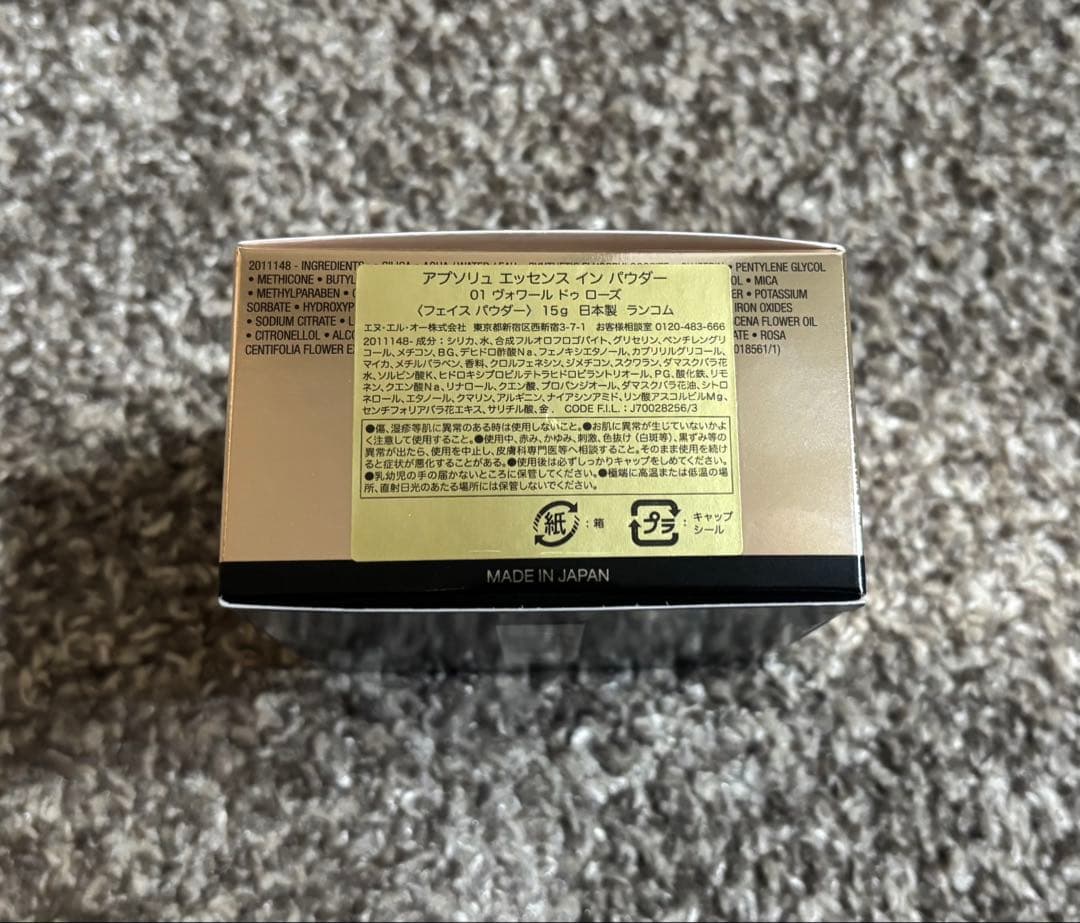 2011148 - INGREDIENTS
PENTYLENE GLYCOL
• METHICONE • BUTYL
OL • MICA
• METHYLPARABEN •
ER • POTASSIUM
SORBATE • HYDROXYP
IRON OXIDES
• SODIUM CITRATE • L
CENA FLOWER OIL
• CITRONELLOL • ALCO
ATE • ROSA
CENTIFOLIA FLOWER E
018561/1)
アプソリュ エッセンス イン パウダー
01 ヴォワール ドゥ ローズ
〈フェイス パウダー〉 15g 日本製 ランコム
エヌ・エル・オー株式会社 東京都新宿区西新宿3-7-1 お客様相談室 0120-483-666
2011148- 成分：シリカ、水、合成フルオロフロゴパイト、グリセリン、ペンチレングリ
コール、メチコン、ＢＧ、デヒドロ酢酸Ｎａ、フェノキシエタノール、カプリリルグリコール、
マイカ、メチルパラベン、香料、クロルフェネシン、ジメチコン、スクワラン、ダマスクバラ花
水、ソルビン酸Ｋ、ヒドロキシプロピルテトラヒドロピラントリオール、ＰＧ、酸化鉄、リモ
ネン、クエン酸Ｎａ、リナロール、クエン酸、プロパンジオール、ダマスクバラ花油、シトロ
ネロール、エタノール、クマリン、アルギニン、ナイアシンアミド、リン酸アスコルビルＭｇ、
センチフォリアバラ花エキス、サリチル酸、金． CODE F.I.L. : J70028256/3
●傷、湿疹等お肌に異常のある時は使用しないこと。●お肌に異常が生じていないかよ
く注意して使用すること。●使用中、赤み、かゆみ、刺激、色抜け（白斑等）、黒ずみ等の
異常が出たら、使用を中止し、皮膚科専門医等へ相談すること。そのまま使用を続け
ると症状が悪化することがある。●使用後は必ずしっかりキャップをしめてください。
●乳幼児の手の届かないところに保管してください。●極端に高温または低温の場
所、直射日光のあたる場所には保管しないでください。
紙：箱 プラ：キャップ
シール
MADE IN JAPAN